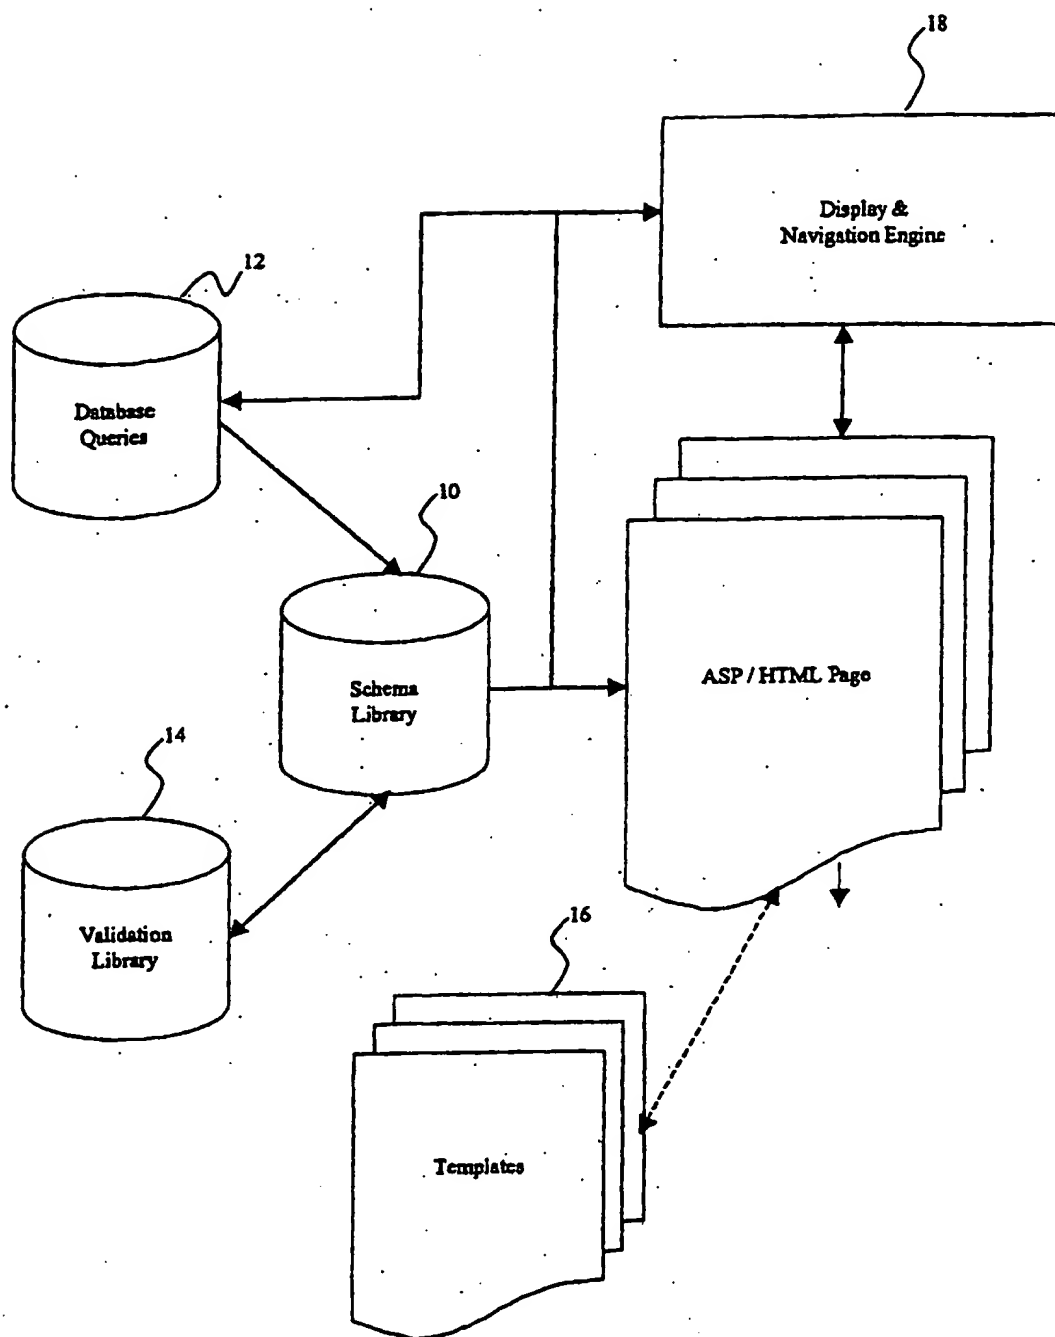 18
Display &
Navigation Engine
12
Database
Queries
10
Schema
Library
ASP / HTML Page
14
Validation
Library
16
Templates